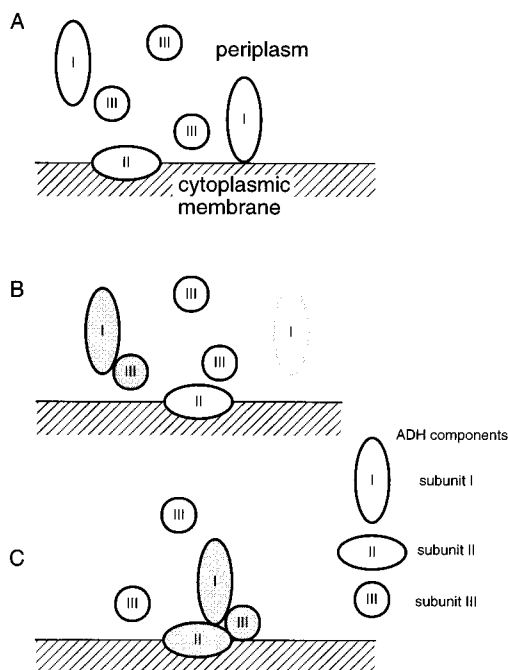 A
I
III
periplasm
III
I
III
II
cytoplasmic
membrane
B
III
I
I
III
III
II
ADH components
I
subunit I
C
III
I
II
subunit II
III
III
III
subunit III
II